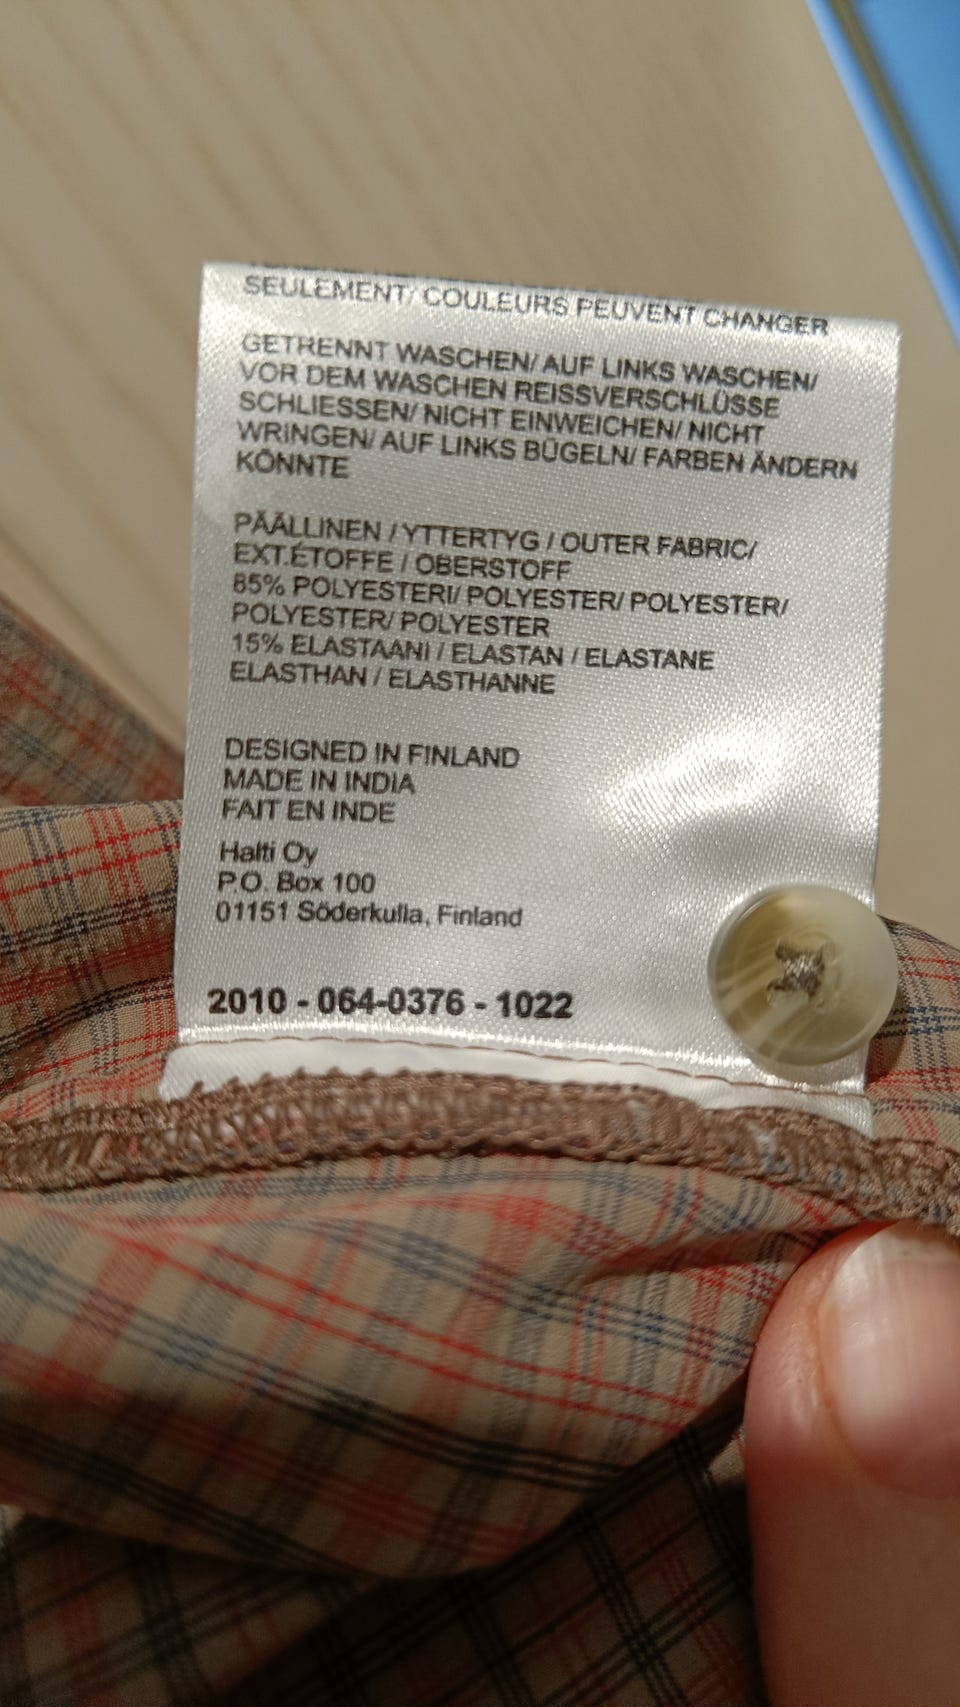 SEULEMENT/ COULEURS PEUVENT CHANGER
GETRENNT WASCHEN/ AUF LINKS WASCHEN/
VOR DEM WASCHEN REISSVERSCHLÜSSE
SCHLIESSEN/ NICHT EINWEICHEN/ NICHT
WRINGEN/ AUF LINKS BÜGELN/ FARBEN ÄNDERN
KÖNNTE
PÄÄLLINEN / YTTERTYG / OUTER FABRIC/
EXT.ÉTOFFE / OBERSTOFF
85% POLYESTERI/ POLYESTER/ POLYESTER/
POLYESTER/ POLYESTER
15% ELASTAANI / ELASTAN / ELASTANE
ELASTHAN / ELASTHANNE
DESIGNED IN FINLAND
MADE IN INDIA
FAIT EN INDE
Halti Oy
P.O. Box 100
01151 Söderkulla, Finland
2010 - 064-0376 - 1022